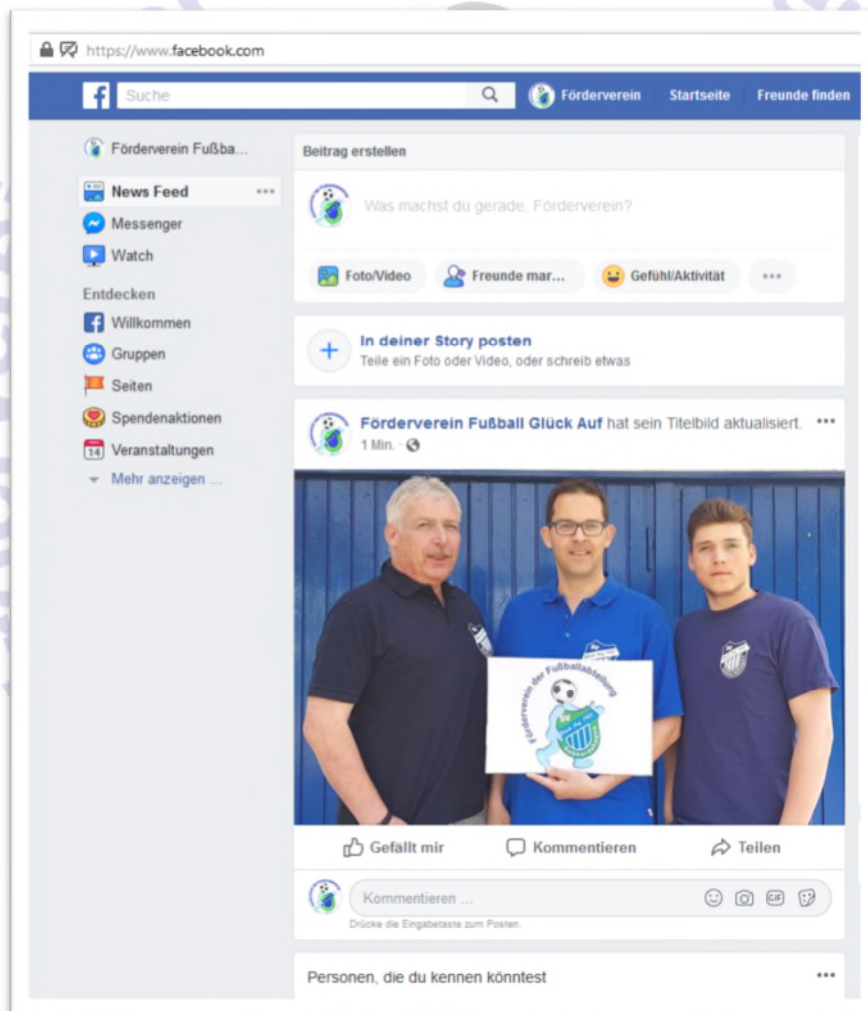 https://www.facebook.com
Suche
Förderverein
Startseite
Freunde finden
Förderverein Fußba...
News Feed
Messenger
Watch
Entdecken
Willkommen
Gruppen
Seiten
Spendenaktionen
14
Veranstaltungen
Mehr anzeigen ...
Beitrag erstellen
Was machst du gerade, Förderverein?
Foto/Video
Freunde mar...
Gefühl/Aktivität
In deiner Story posten
Teile ein Foto oder Video, oder schreib etwas
Förderverein Fußball Glück Auf hat sein Titelbild aktualisiert.
1 Min.
Förderverein der Fußballabteilung
SV
Gefällt mir
Kommentieren
Teilen
Kommentieren ...
GIF
Drücke die Eingabetaste zum Posten.
Personen, die du kennen könntest